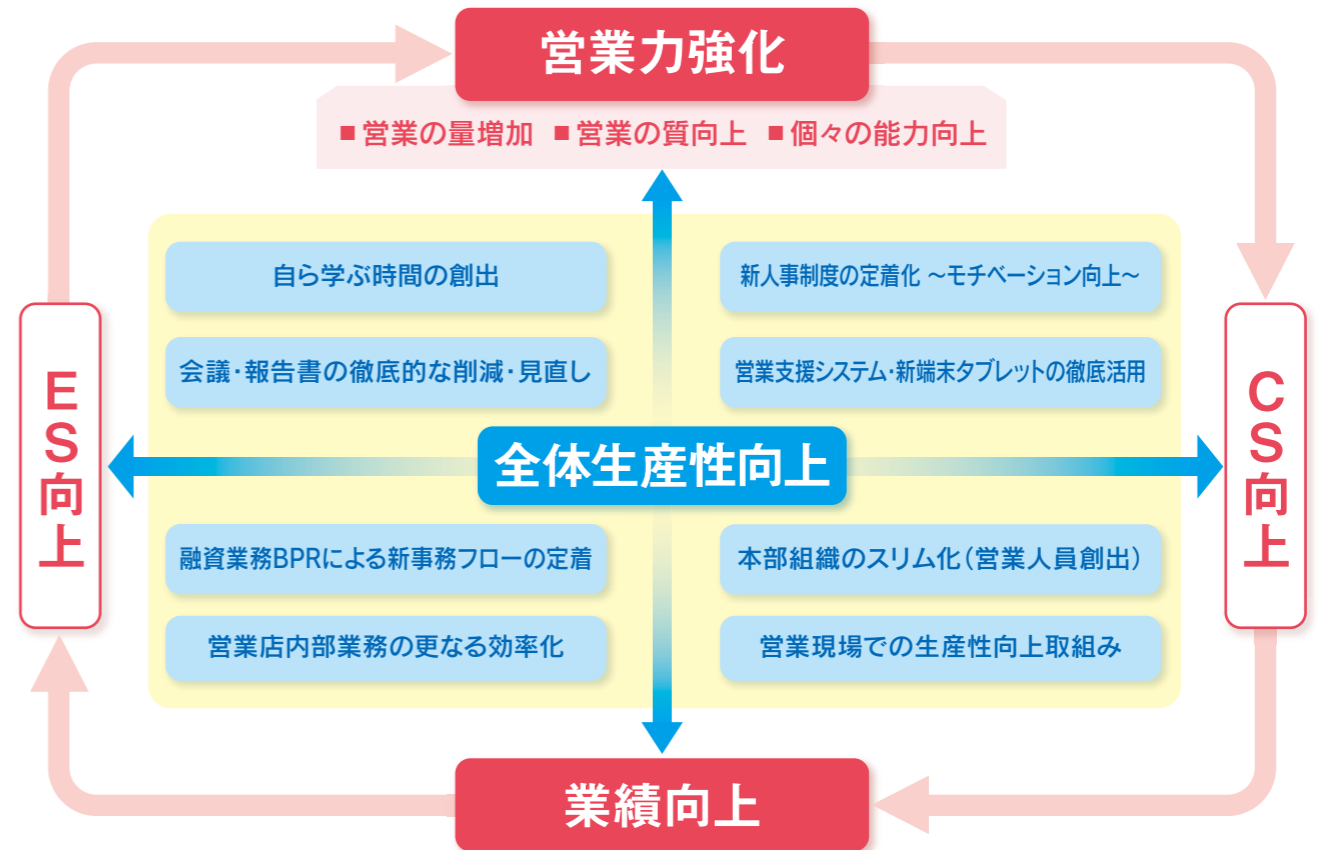 営業力強化
■営業の量増加 ■営業の質向上 ■個々の能力向上
自ら学ぶ時間の創出
新人事制度の定着化 ～モチベーション向上～
会議・報告書の徹底的な削減・見直し
営業支援システム・新端末タブレットの徹底活用
ES向上
全体生産性向上
CS向上
融資業務BPRによる新事務フローの定着
本部組織のスリム化（営業人員創出）
営業店内部業務の更なる効率化
営業現場での生産性向上取組み
業績向上